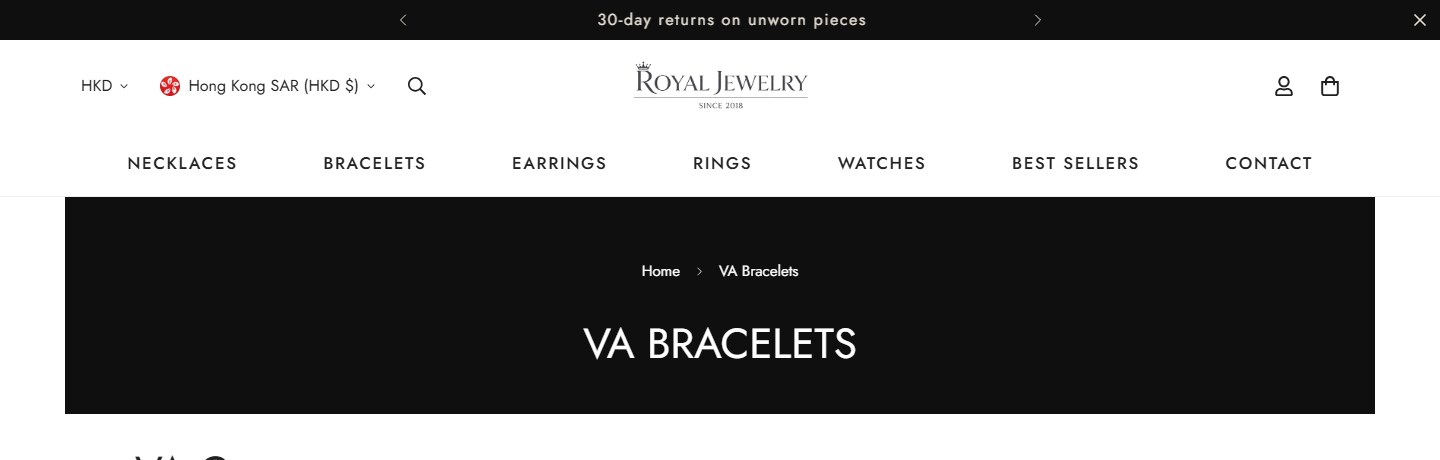 30-day returns on unworn pieces
HKD
Hong Kong SAR (HKD $)
ROYAL JEWELRY
SINCE 2018
NECKLACES
BRACELETS
EARRINGS
RINGS
WATCHES
BEST SELLERS
CONTACT
Home > VA Bracelets
VA BRACELETS